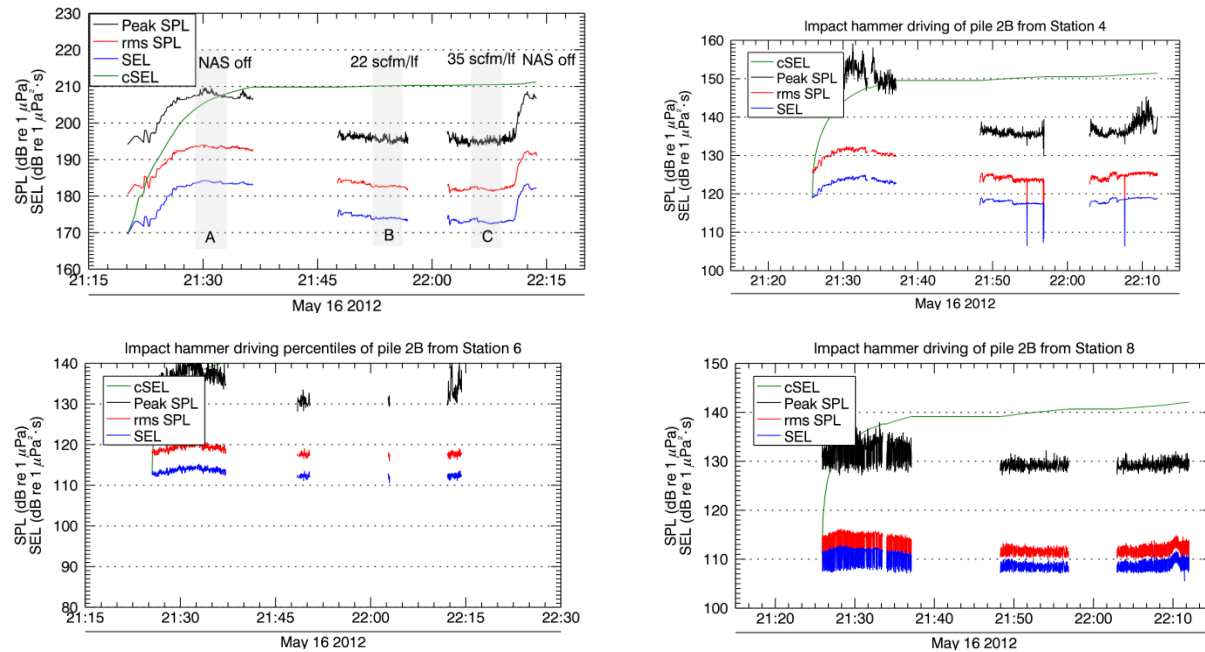 230
220
210
200
190
180
170
160
SPL (dB re 1 μPa)
SEL (dB re 1 μPa²·s)
Peak SPL
rms SPL
SEL
cSEL
NAS off
22 scfm/lf
35 scfm/lf
NAS off
A
B
C
21:15
21:30
21:45
22:00
22:15
May 16 2012
Impact hammer driving of pile 2B from Station 4
160
150
140
130
120
110
100
SPL (dB re 1 μPa)
SEL (dB re 1 μPa²·s)
cSEL
Peak SPL
rms SPL
SEL
21:20
21:30
21:40
21:50
22:00
22:10
May 16 2012
Impact hammer driving percentiles of pile 2B from Station 6
140
130
120
110
100
90
80
SPL (dB re 1 μPa)
SEL (dB re 1 μPa²·s)
cSEL
Peak SPL
rms SPL
SEL
21:15
21:30
21:45
22:00
22:15
22:30
May 16 2012
Impact hammer driving of pile 2B from Station 8
150
140
130
120
110
100
SPL (dB re 1 μPa)
SEL (dB re 1 μPa²·s)
cSEL
Peak SPL
rms SPL
SEL
21:20
21:30
21:40
21:50
22:00
22:10
May 16 2012